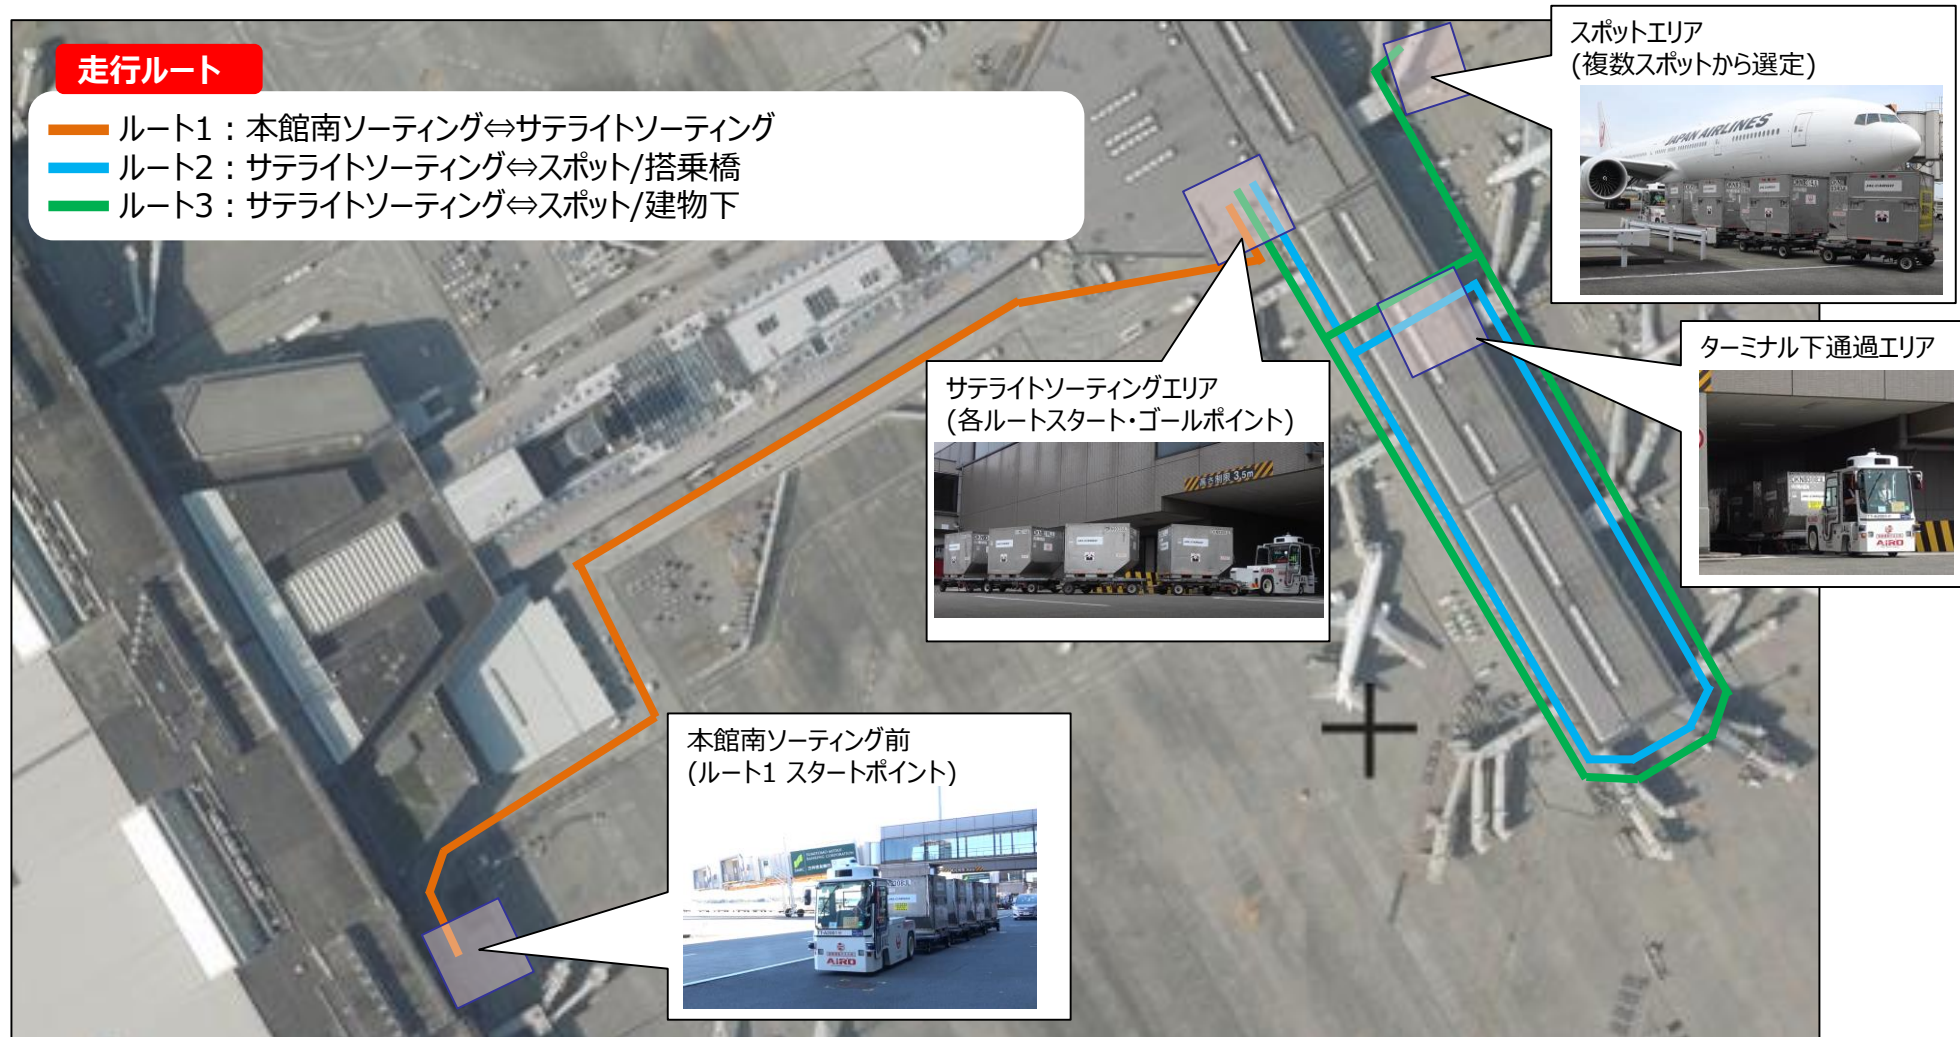 走行ルート
ルート1：本館南ソーティング⇔サテライトソーティング
ルート2：サテライトソーティング⇔スポット/搭乗橋
ルート3：サテライトソーティング⇔スポット/建物下
スポットエリア
(複数スポットから選定)
JAPAN AIRLINES
ターミナル下通過エリア
AiRO
サテライトソーティングエリア
(各ルートスタート・ゴールポイント)
高さ制限 3.5m
本館南ソーティング前
(ルート1 スタートポイント)
AiRO